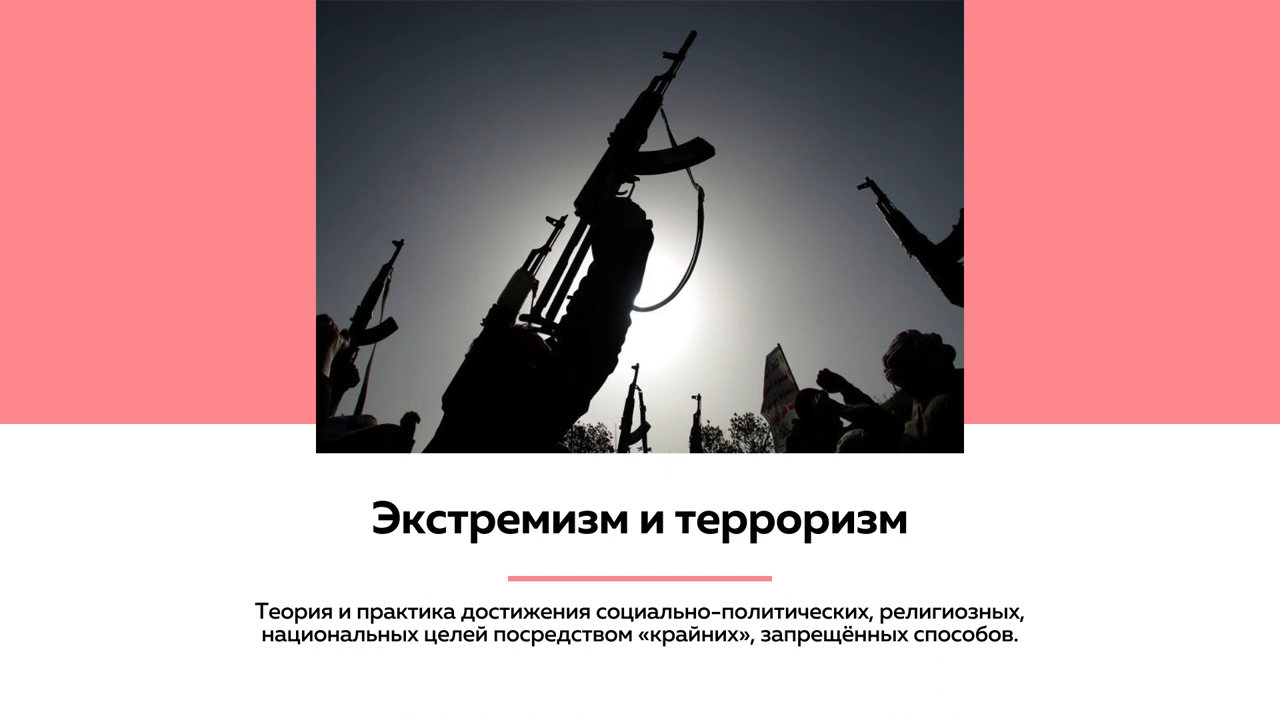 Экстремизм и терроризм
Теория и практика достижения социально-политических, религиозных,
национальных целей посредством «крайних», запрещённых способов.